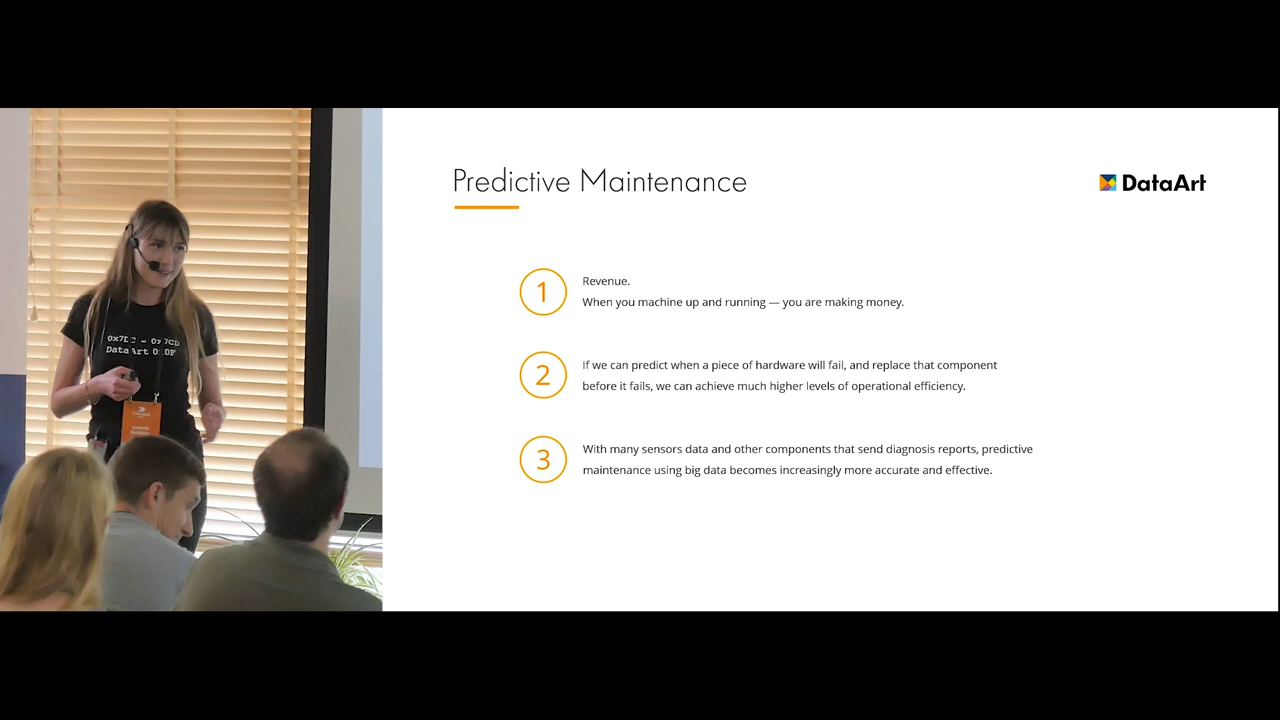 Predictive Maintenance
DataArt
1
Revenue.
When you machine up and running — you are making money.
2
If we can predict when a piece of hardware will fail, and replace that component
before it fails, we can achieve much higher levels of operational efficiency.
3
With many sensors data and other components that send diagnosis reports, predictive
maintenance using big data becomes increasingly more accurate and effective.
DataArt